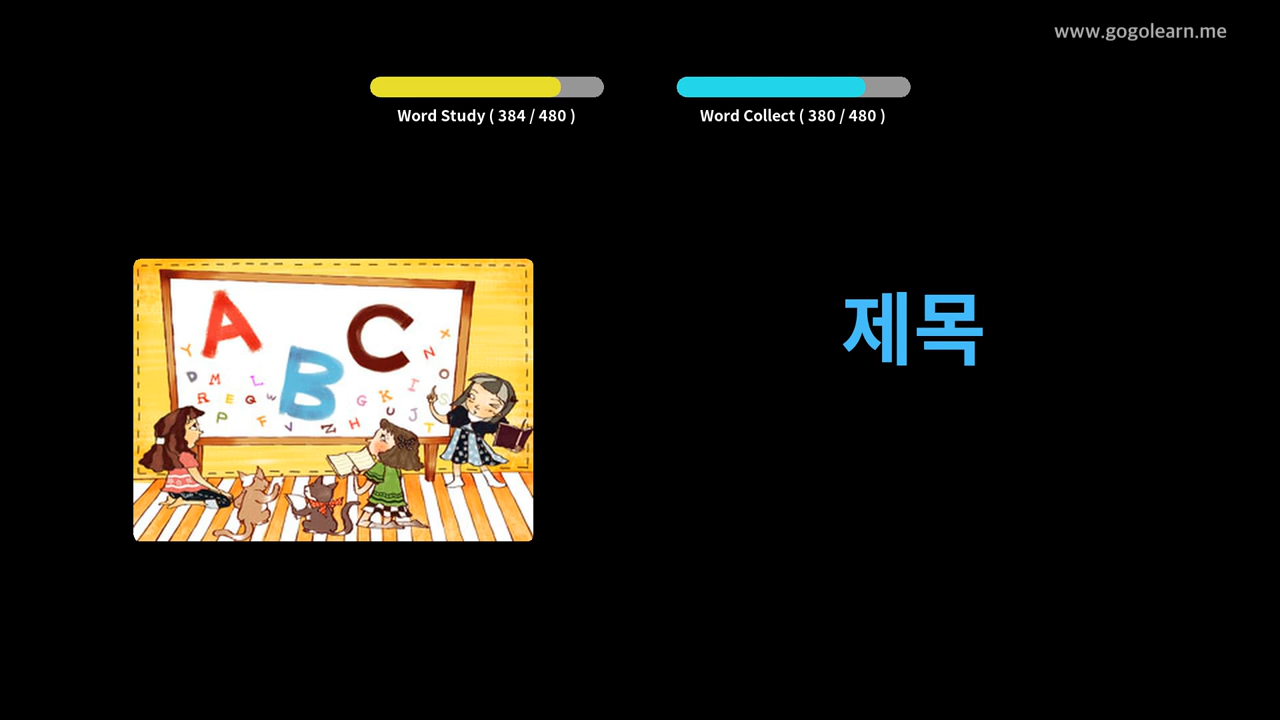 www.gogolearn.me
Word Study ( 384 / 480 )
Word Collect ( 380 / 480 )
A
B
C
Y
X
N
D
M
L
I
O
R
E
Q
W
G
K
S
P
F
V
Z
H
U
J
T
제목